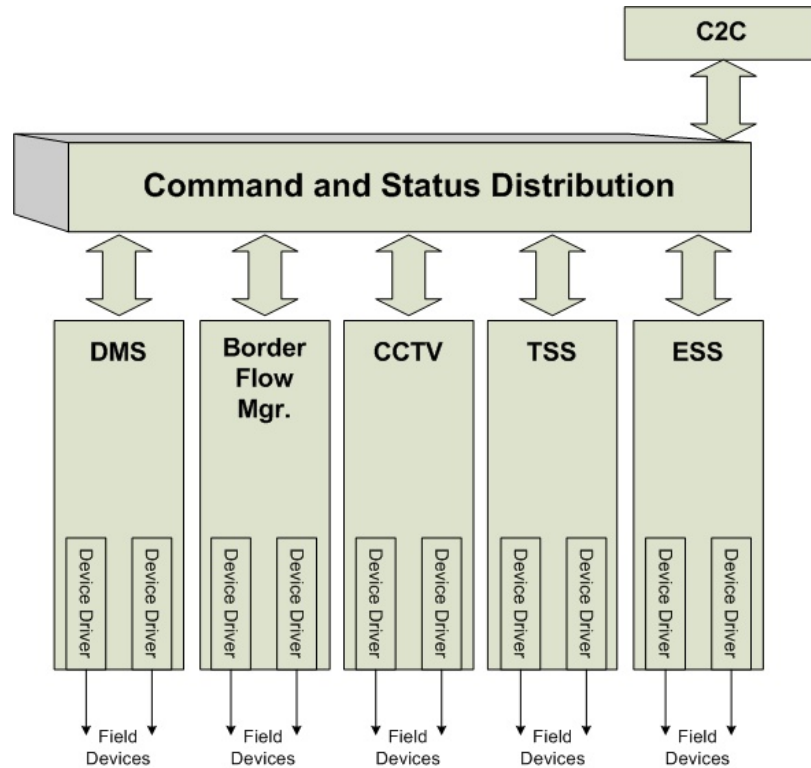 C2C
Command and Status Distribution
DMS
Border
Flow
Mgr.
CCTV
TSS
ESS
Device Driver
Device Driver
Device Driver
Device Driver
Device Driver
Device Driver
Device Driver
Device Driver
Device Driver
Device Driver
Field
Devices
Field
Devices
Field
Devices
Field
Devices
Field
Devices